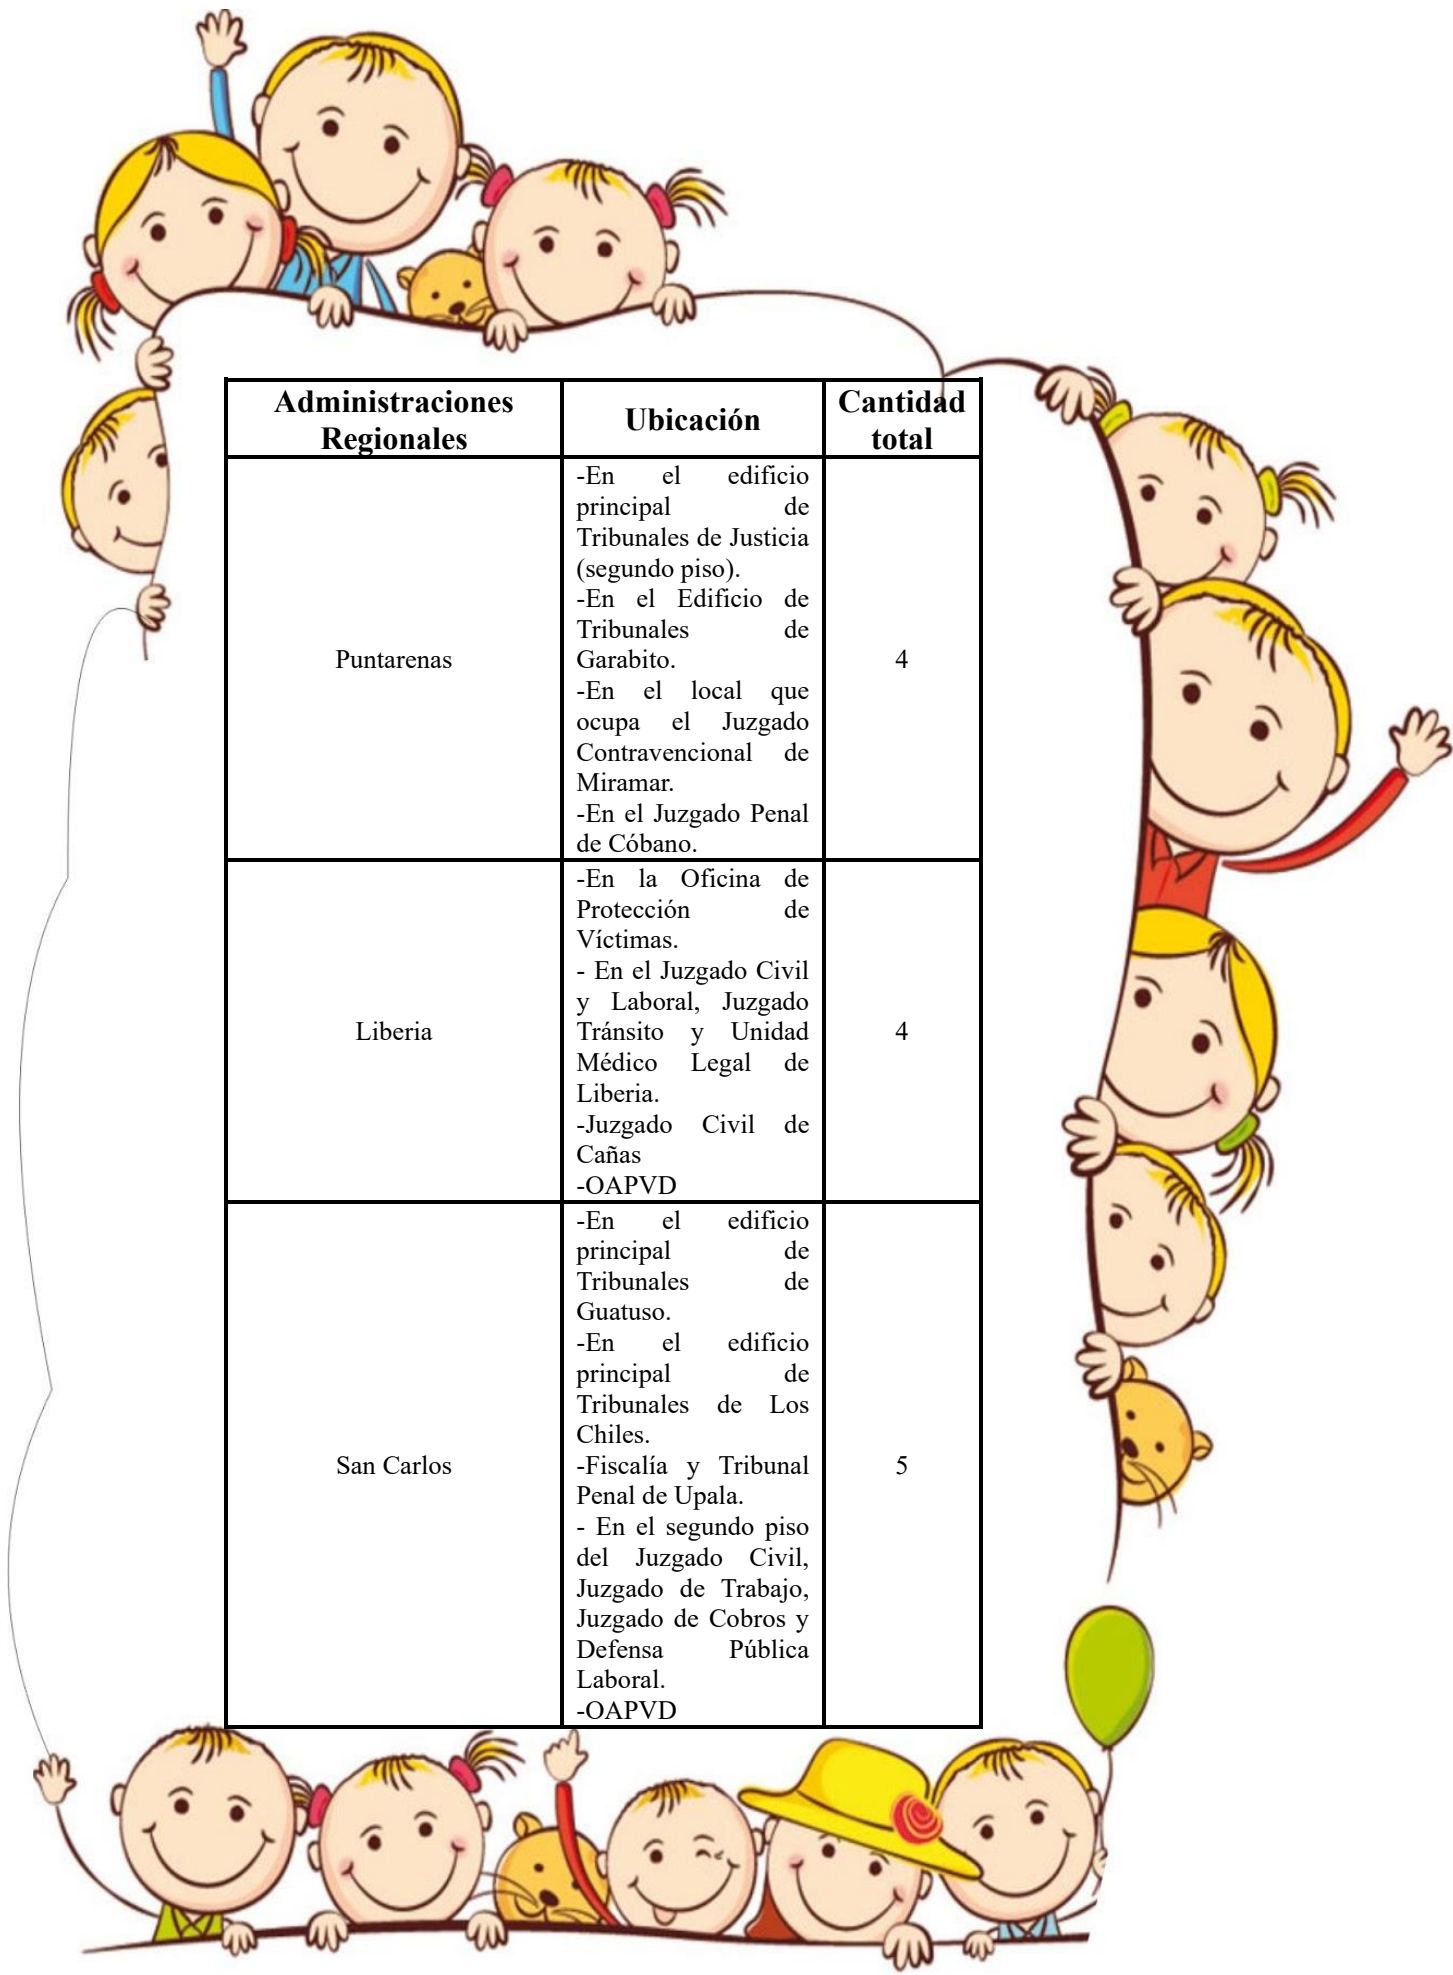 Administraciones
Regionales
Ubicación
Cantidad
total
Puntarenas
-En el edificio
principal de
Tribunales de Justicia
(segundo piso).
-En el Edificio de
Tribunales de
Garabito.
-En el local que
ocupa el Juzgado
Contravencional de
Miramar.
-En el Juzgado Penal
de Cóbano.
4
Liberia
-En la Oficina de
Protección de
Víctimas.
- En el Juzgado Civil
y Laboral, Juzgado
Tránsito y Unidad
Médico Legal de
Liberia.
-Juzgado Civil de
Cañas
-OAPVD
4
San Carlos
-En el edificio
principal de
Tribunales de
Guatuso.
-En el edificio
principal de
Tribunales de Los
Chiles.
-Fiscalía y Tribunal
Penal de Upala.
- En el segundo piso
del Juzgado Civil,
Juzgado de Trabajo,
Juzgado de Cobros y
Defensa Pública
Laboral.
-OAPVD
5